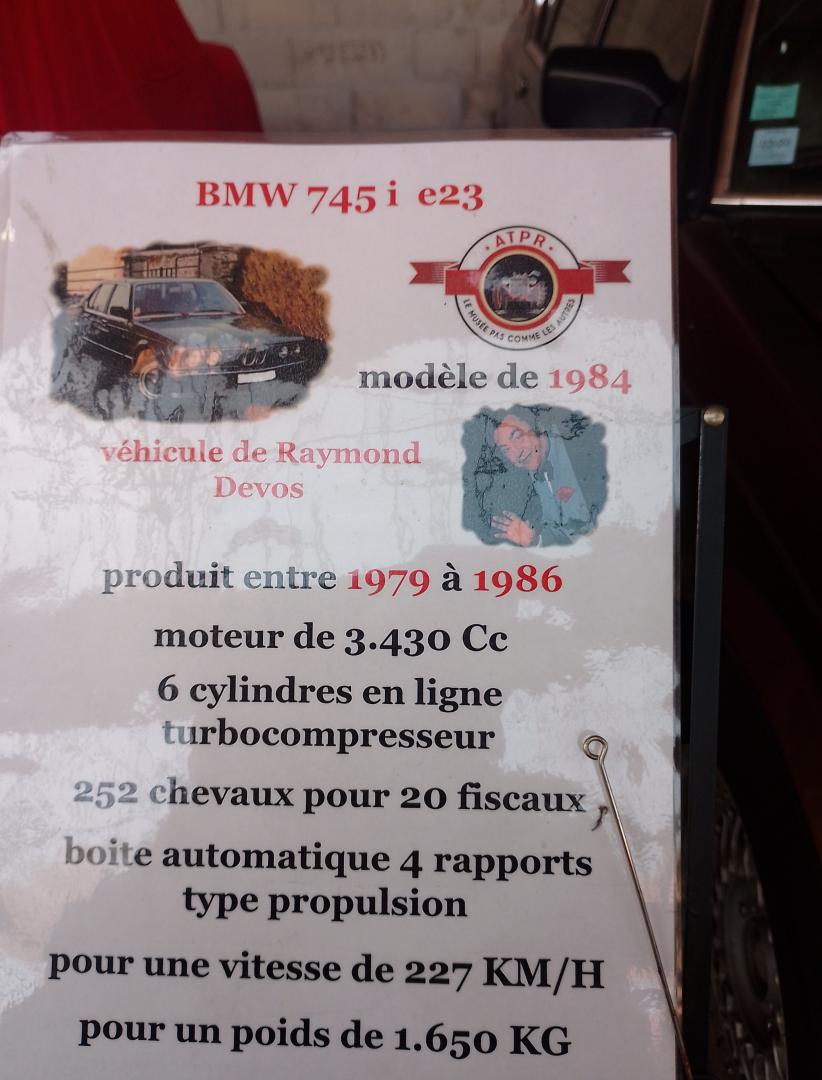 BMW 745 i e23
ATPR
LE MUSÉE PAS COMME LES AUTRES
modèle de 1984
véhicule de Raymond
Devos
produit entre 1979 à 1986
moteur de 3.430 Cc
6 cylindres en ligne
turbocompresseur
252 chevaux pour 20 fiscaux
boite automatique 4 rapports
type propulsion
pour une vitesse de 227 KM/H
pour un poids de 1.650 KG